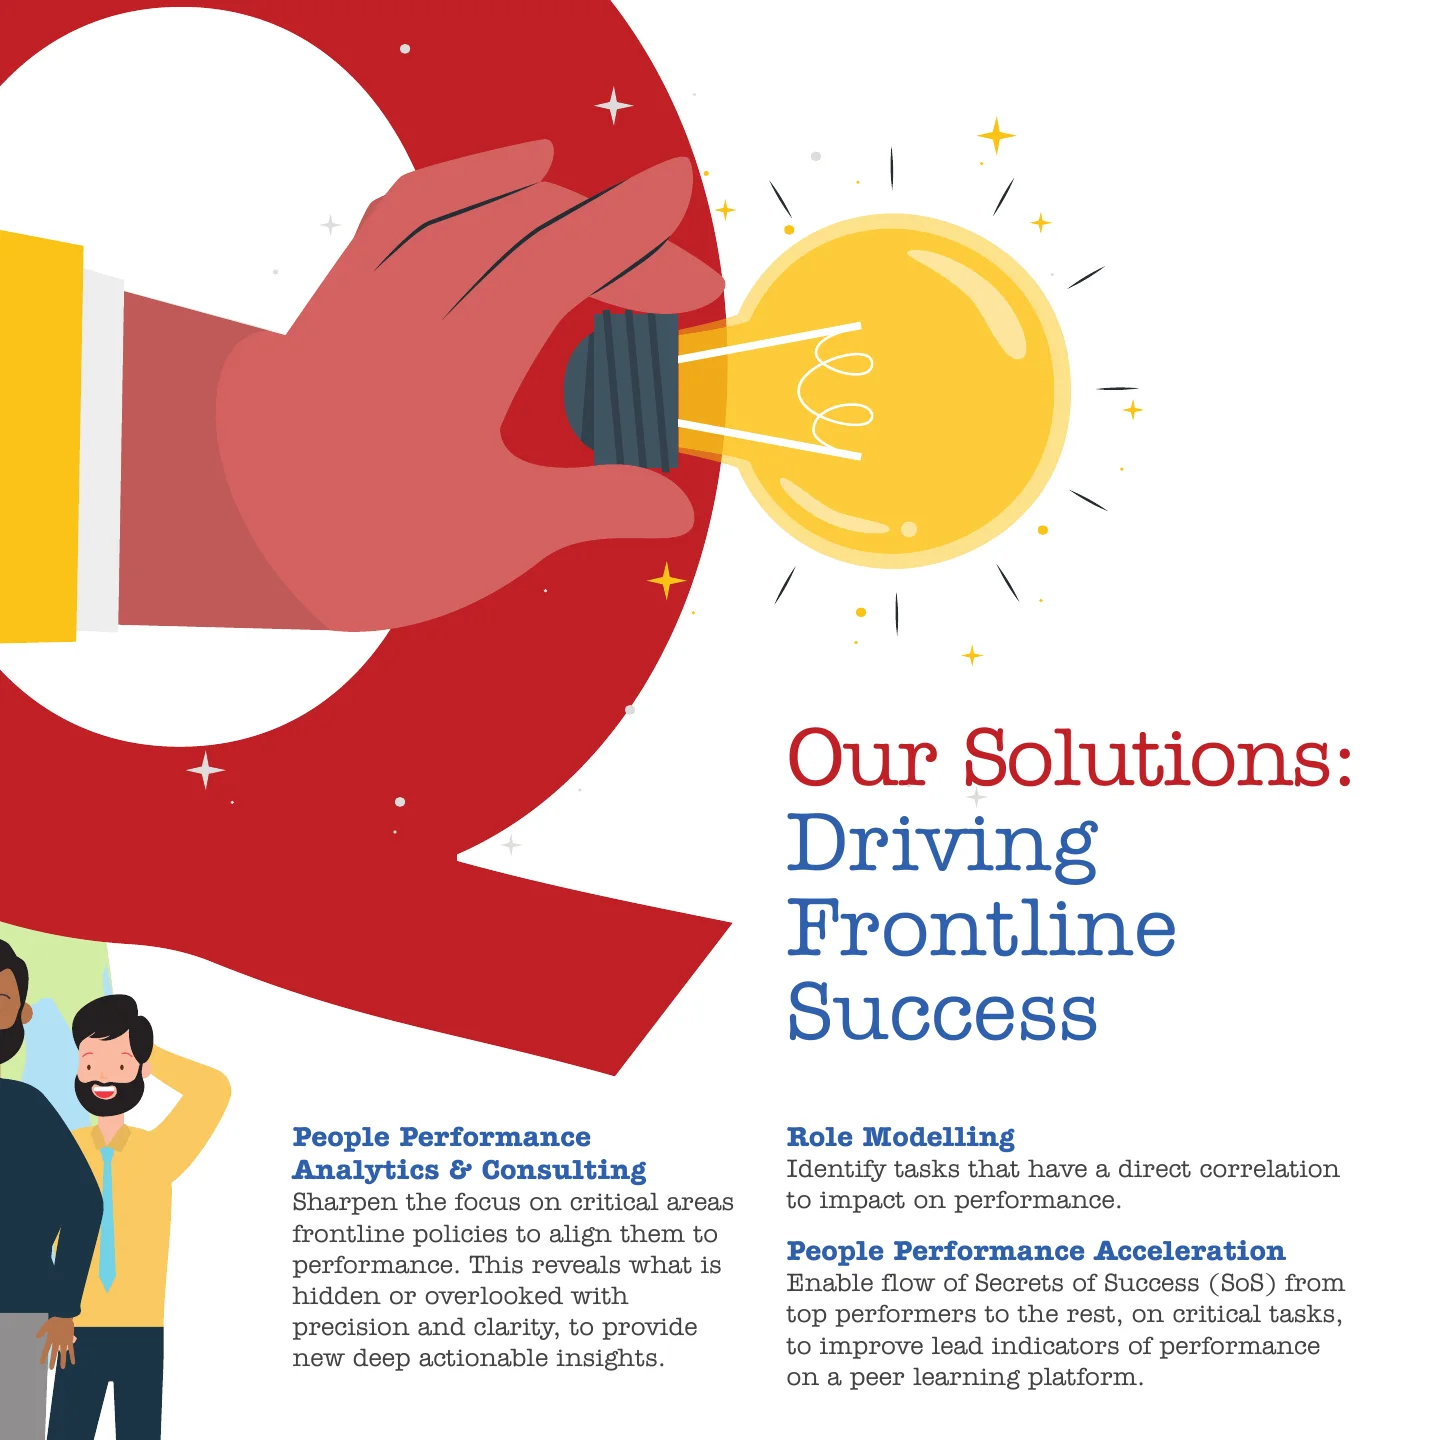 Our Solutions:
Driving
Frontline
Success
People Performance
Analytics & Consulting
Sharpen the focus on critical areas
frontline policies to align them to
performance. This reveals what is
hidden or overlooked with
precision and clarity, to provide
new deep actionable insights.
Role Modelling
Identify tasks that have a direct correlation
to impact on performance.
People Performance Acceleration
Enable flow of Secrets of Success (SoS) from
top performers to the rest, on critical tasks,
to improve lead indicators of performance
on a peer learning platform.